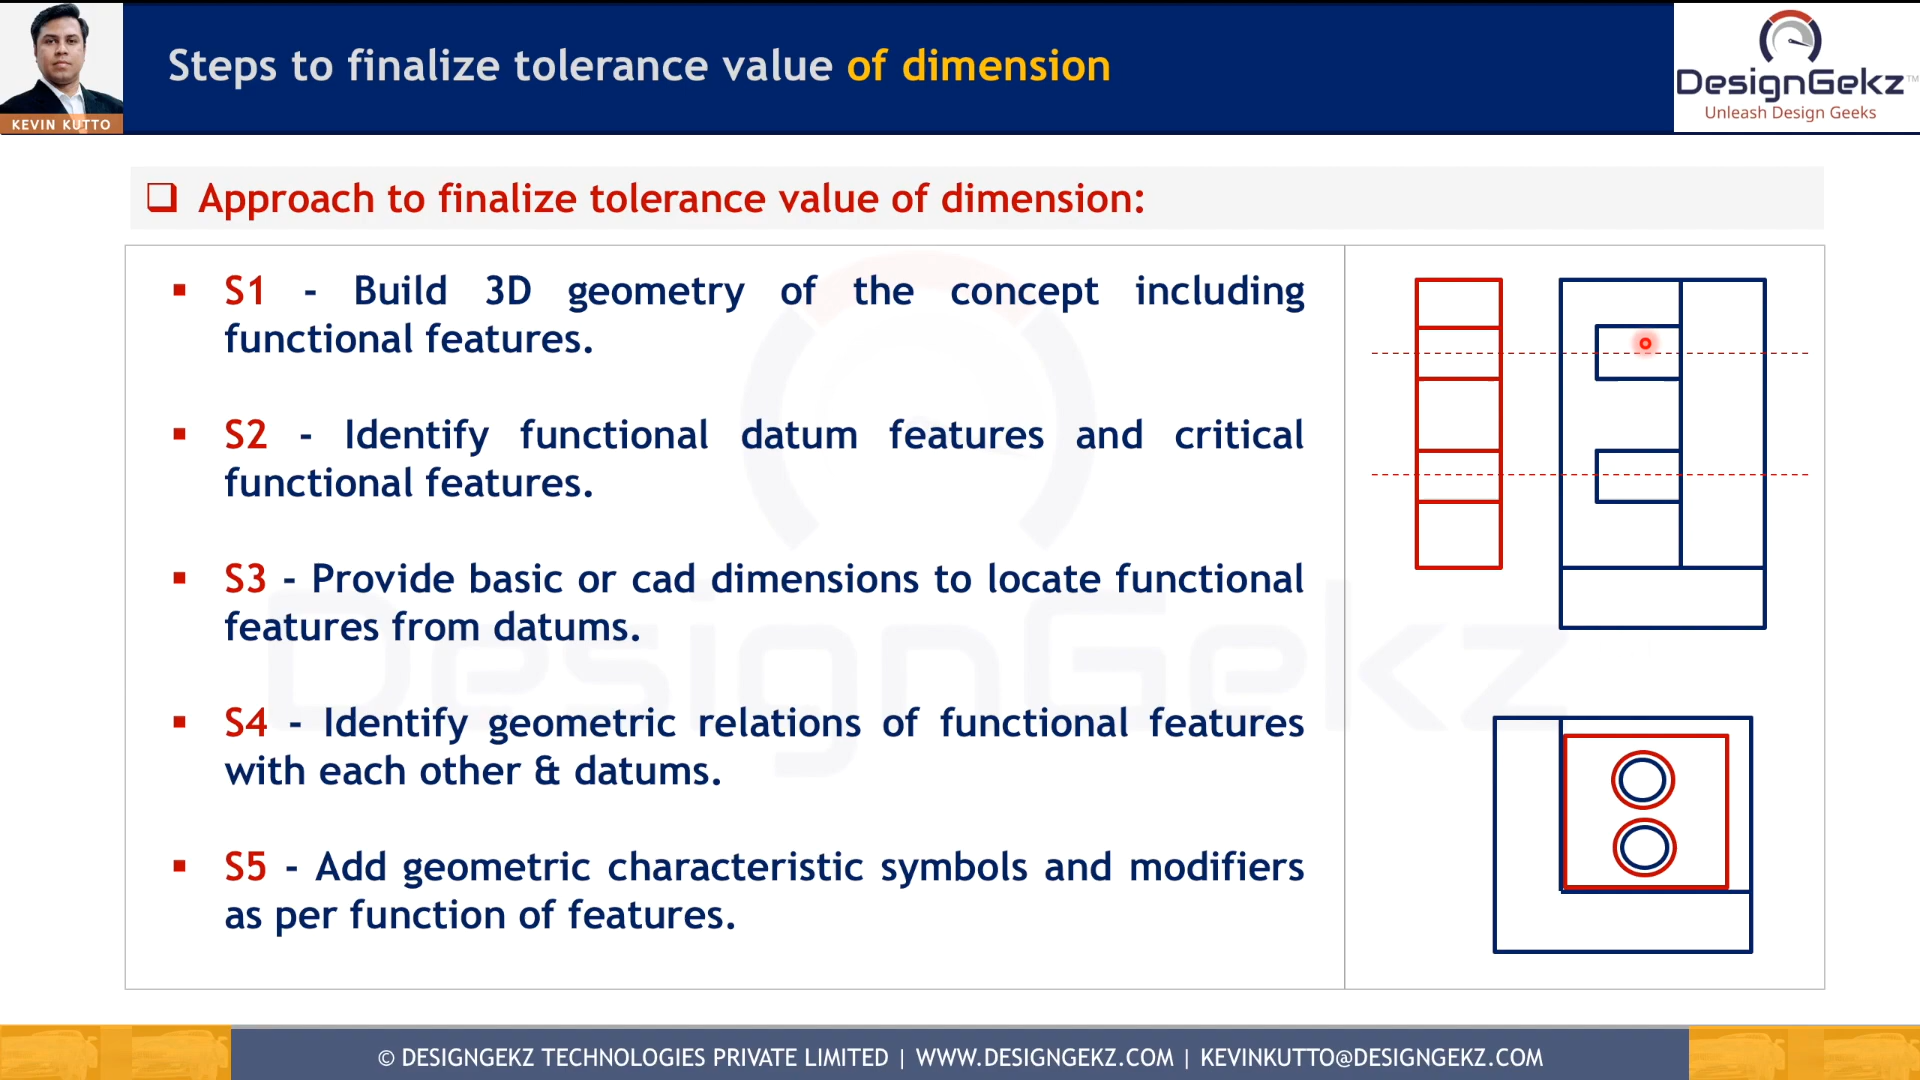 Steps to finalize tolerance value of dimension
KEVIN KUTTO
DesignGekz™
Unleash Design Geeks
Approach to finalize tolerance value of dimension:
S1 - Build 3D geometry of the concept including
functional features.
S2 - Identify functional datum features and critical
functional features.
S3 - Provide basic or cad dimensions to locate functional
features from datums.
S4 - Identify geometric relations of functional features
with each other & datums.
S5 - Add geometric characteristic symbols and modifiers
as per function of features.
DesignGekz
© DESIGNGEKZ TECHNOLOGIES PRIVATE LIMITED | WWW.DESIGNGEKZ.COM | KEVINKUTTO@DESIGNGEKZ.COM